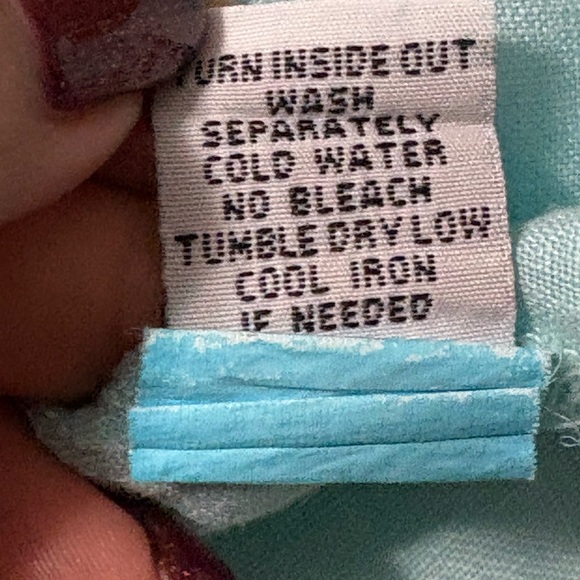 TURN INSIDE OUT
WASH
SEPARATELY
COLD WATER
NO BLEACH
TUMBLE DRY LOW
COOL IRON
IF NEEDED